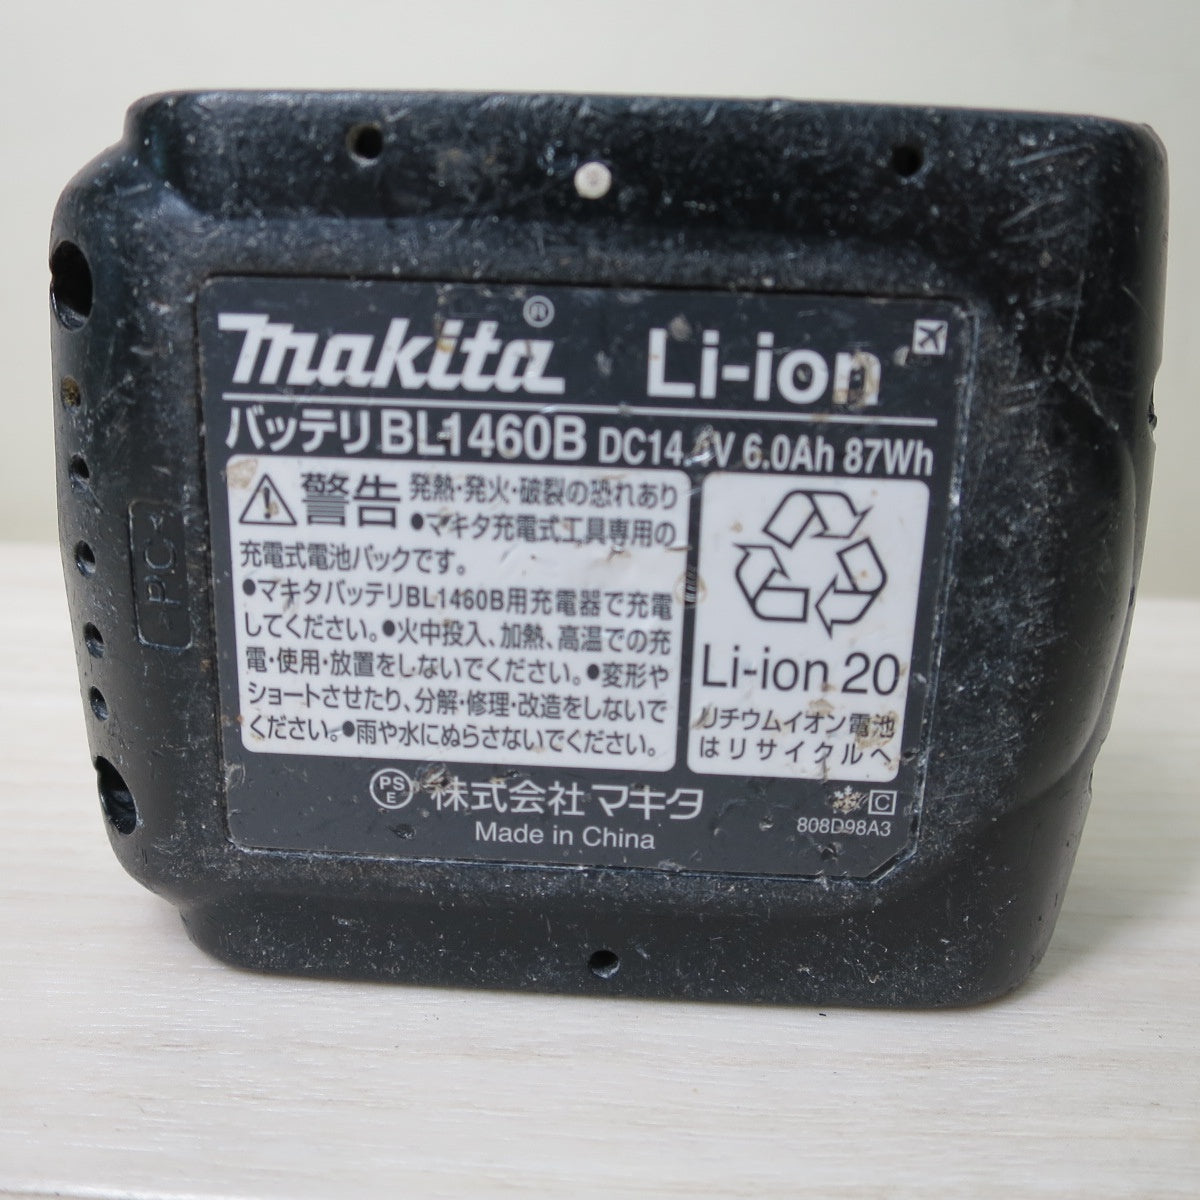 makita® Li-ion
バッテリBL1460B DC14.4V 6.0Ah 87Wh
警告 発熱・発火・破裂の恐れあり
●マキタ充電式工具専用の
充電式電池パックです。
●マキタバッテリBL1460B用充電器で充電
してください。●火中投入、加熱、高温での充
電・使用・放置をしないでください。●変形や
ショートさせたり、分解・修理・改造をしないで
ください。●雨や水にぬらさないでください。
Li-ion 20
リチウムイオン電池
はリサイクルへ
PS
E
株式会社マキタ
Made in China
C
808D98A3
>PC<